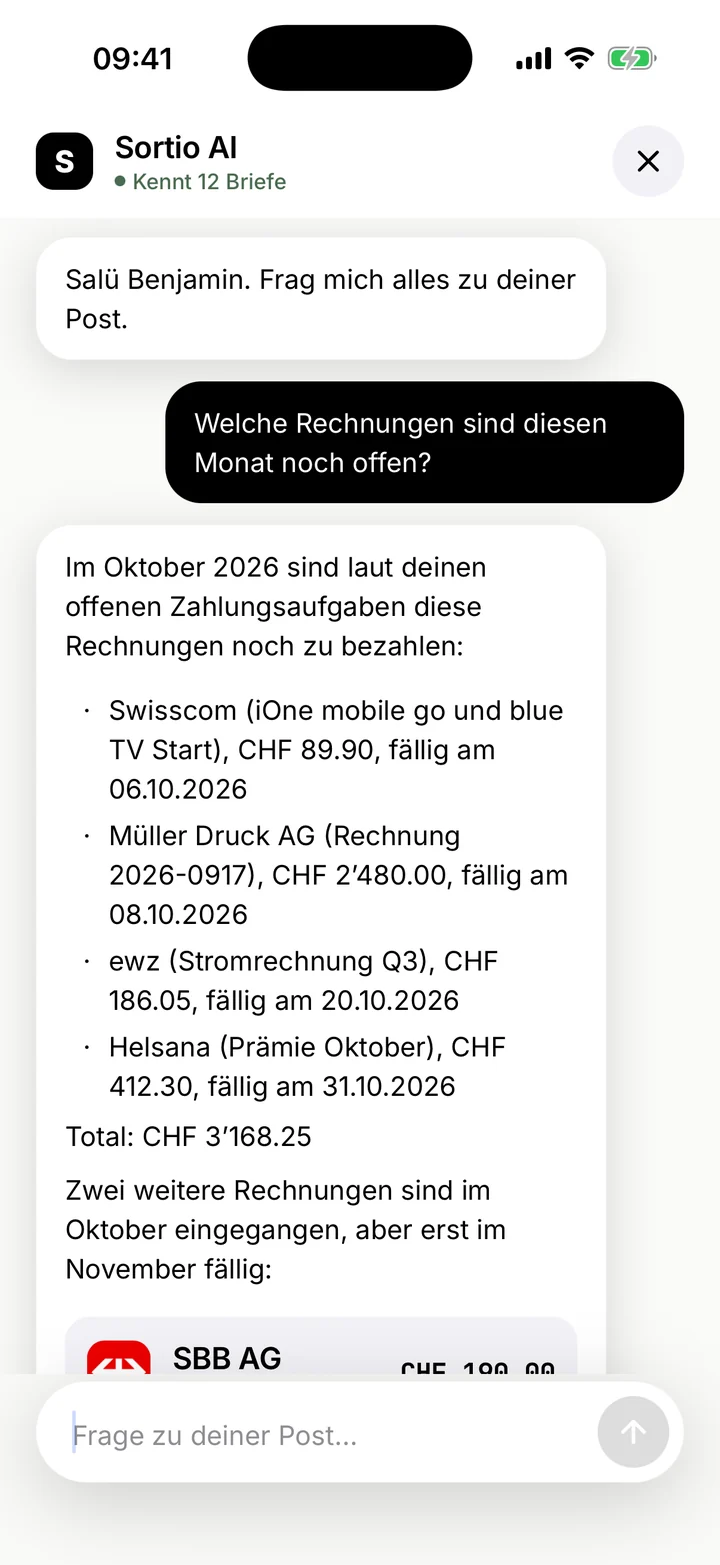 09:41
S
Sortio AI
Kennt 12 Briefe
Salü Benjamin. Frag mich alles zu deiner
Post.
Welche Rechnungen sind diesen
Monat noch offen?
Im Oktober 2026 sind laut deinen
offenen Zahlungsaufgaben diese
Rechnungen noch zu bezahlen:
· Swisscom (iOne mobile go und blue
TV Start), CHF 89.90, fällig am
06.10.2026
· Müller Druck AG (Rechnung
2026-0917), CHF 2’480.00, fällig am
08.10.2026
· ewz (Stromrechnung Q3), CHF
186.05, fällig am 20.10.2026
· Helsana (Prämie Oktober), CHF
412.30, fällig am 31.10.2026
Total: CHF 3’168.25
Zwei weitere Rechnungen sind im
Oktober eingegangen, aber erst im
November fällig:
SBB AG
CHF 190.00
Frage zu deiner Post...